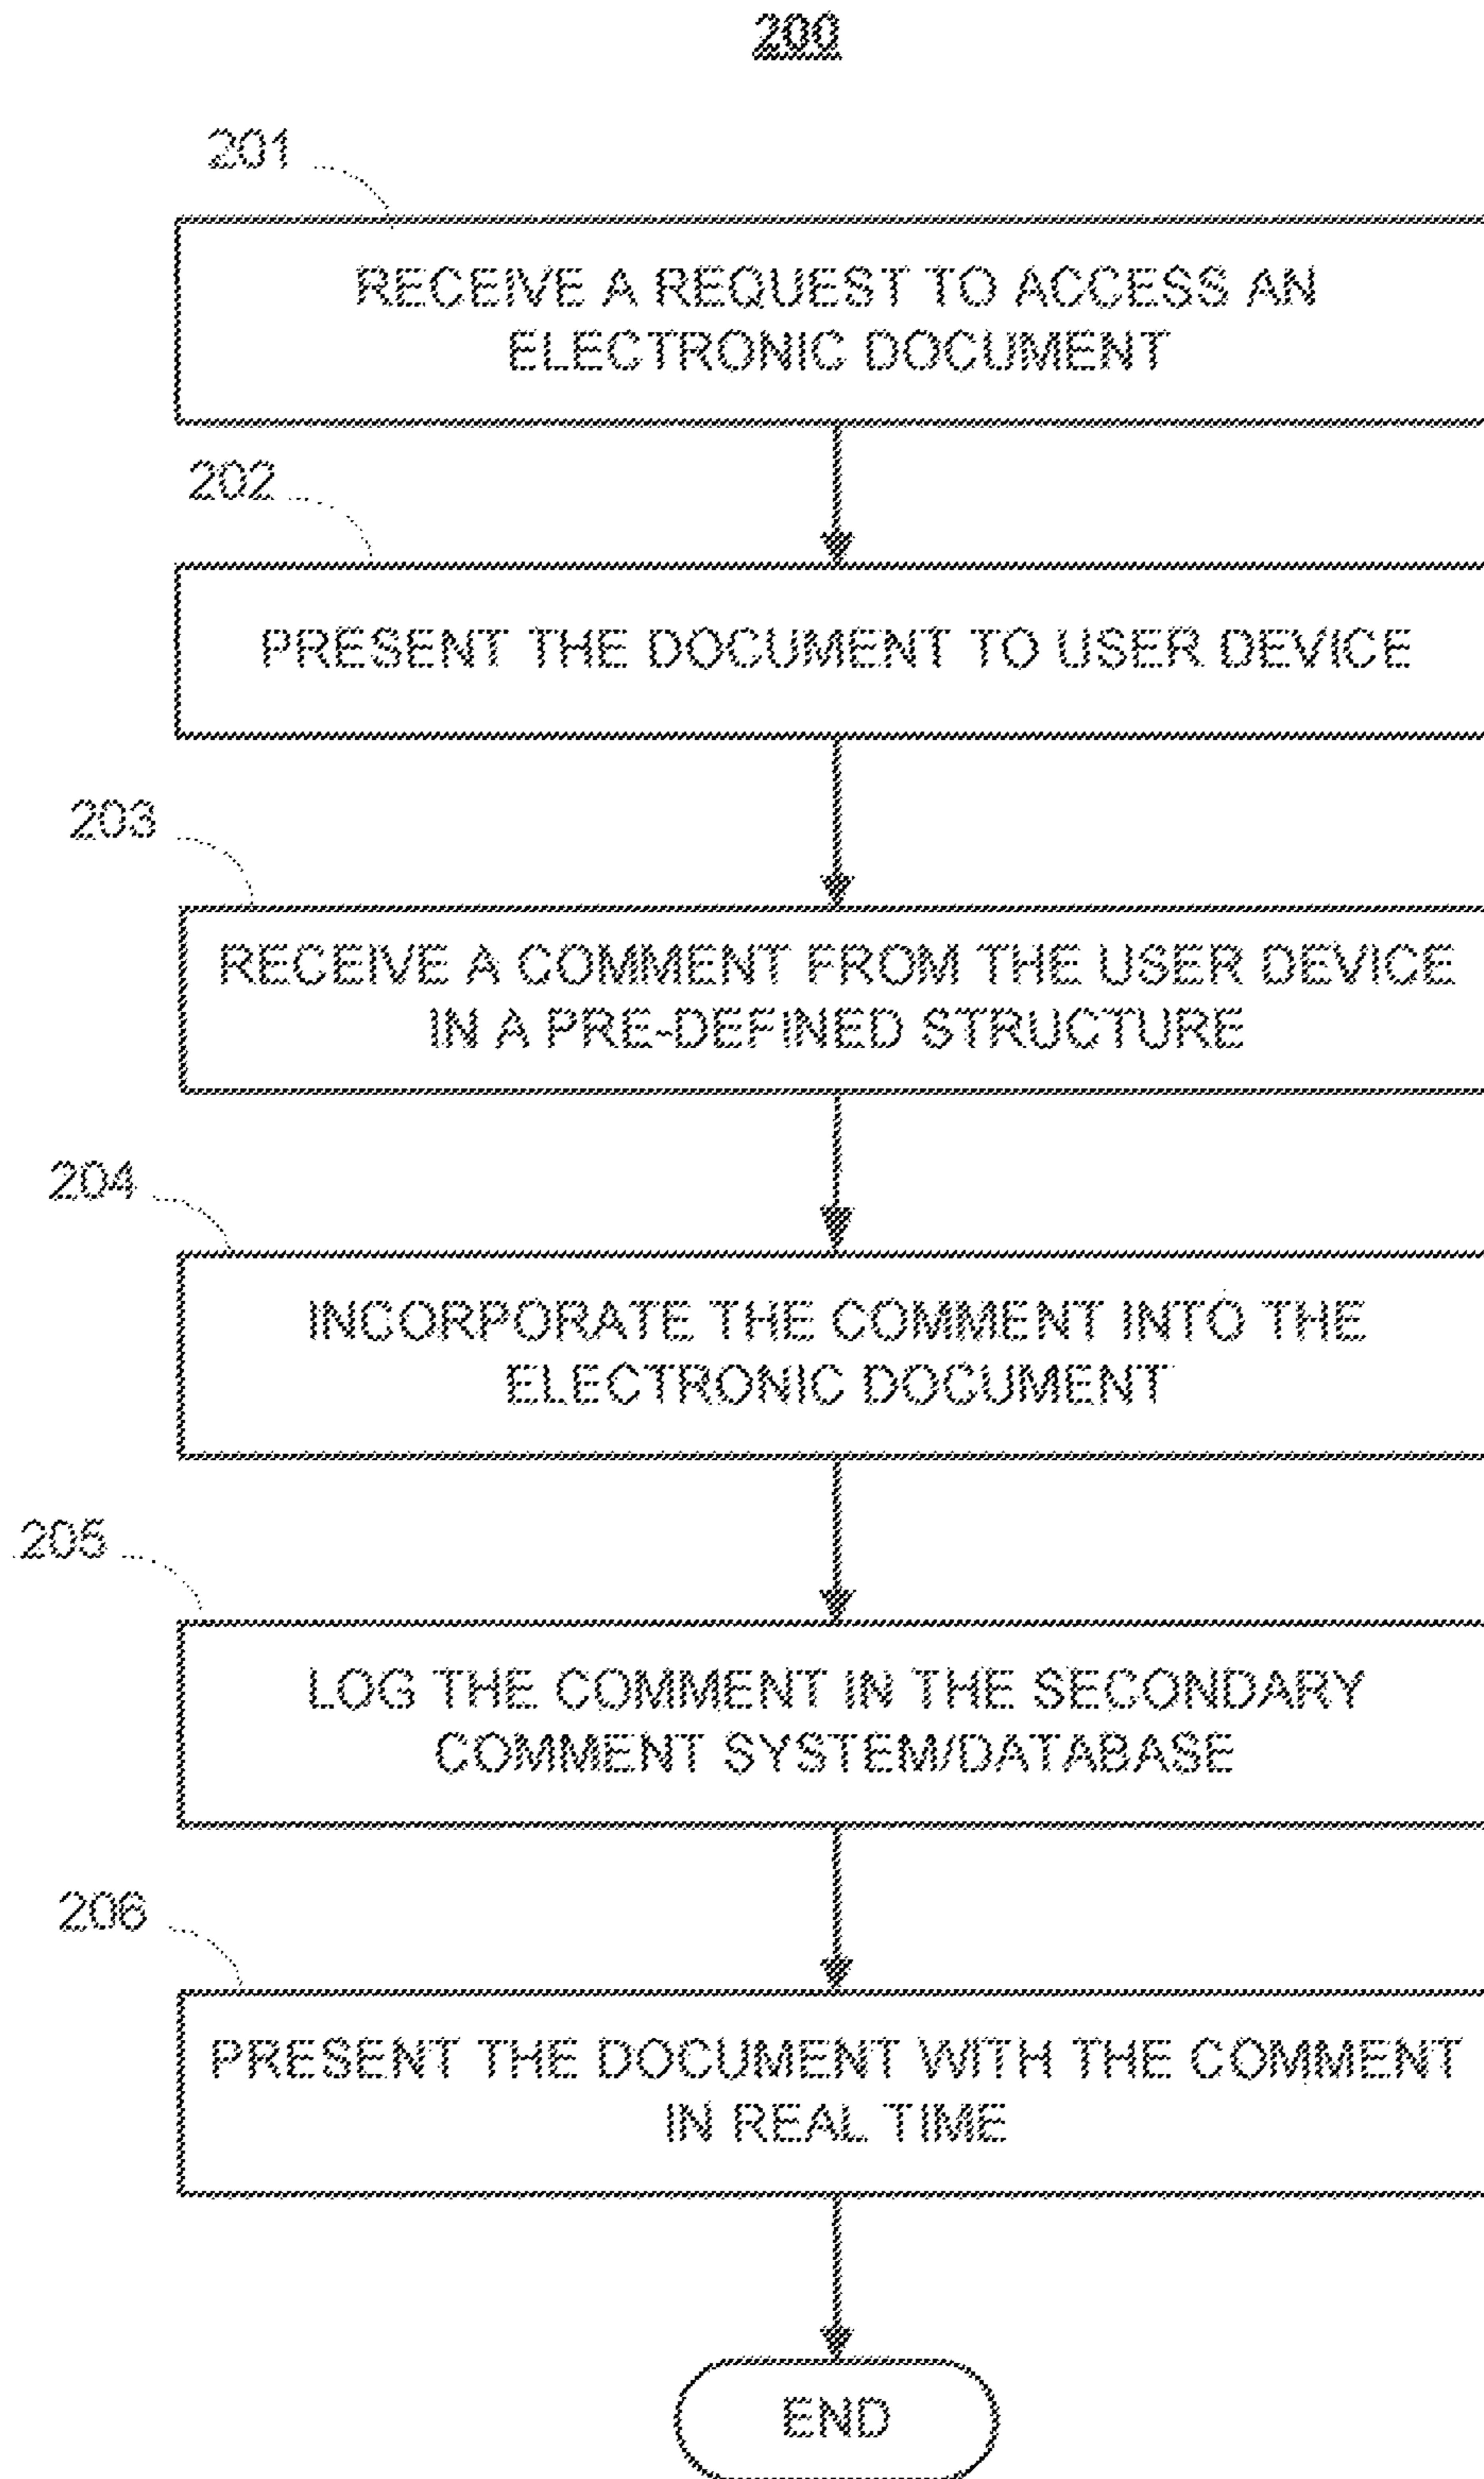 200
201
RECEIVE A REQUEST TO ACCESS AN
ELECTRONIC DOCUMENT
202
PRESENT THE DOCUMENT TO USER DEVICE
203
RECEIVE A COMMENT FROM THE USER DEVICE
IN A PRE-DEFINED STRUCTURE
204
INCORPORATE THE COMMENT INTO THE
ELECTRONIC DOCUMENT
205
LOG THE COMMENT IN THE SECONDARY
COMMENT SYSTEM/DATABASE
206
PRESENT THE DOCUMENT WITH THE COMMENT
IN REAL TIME
END